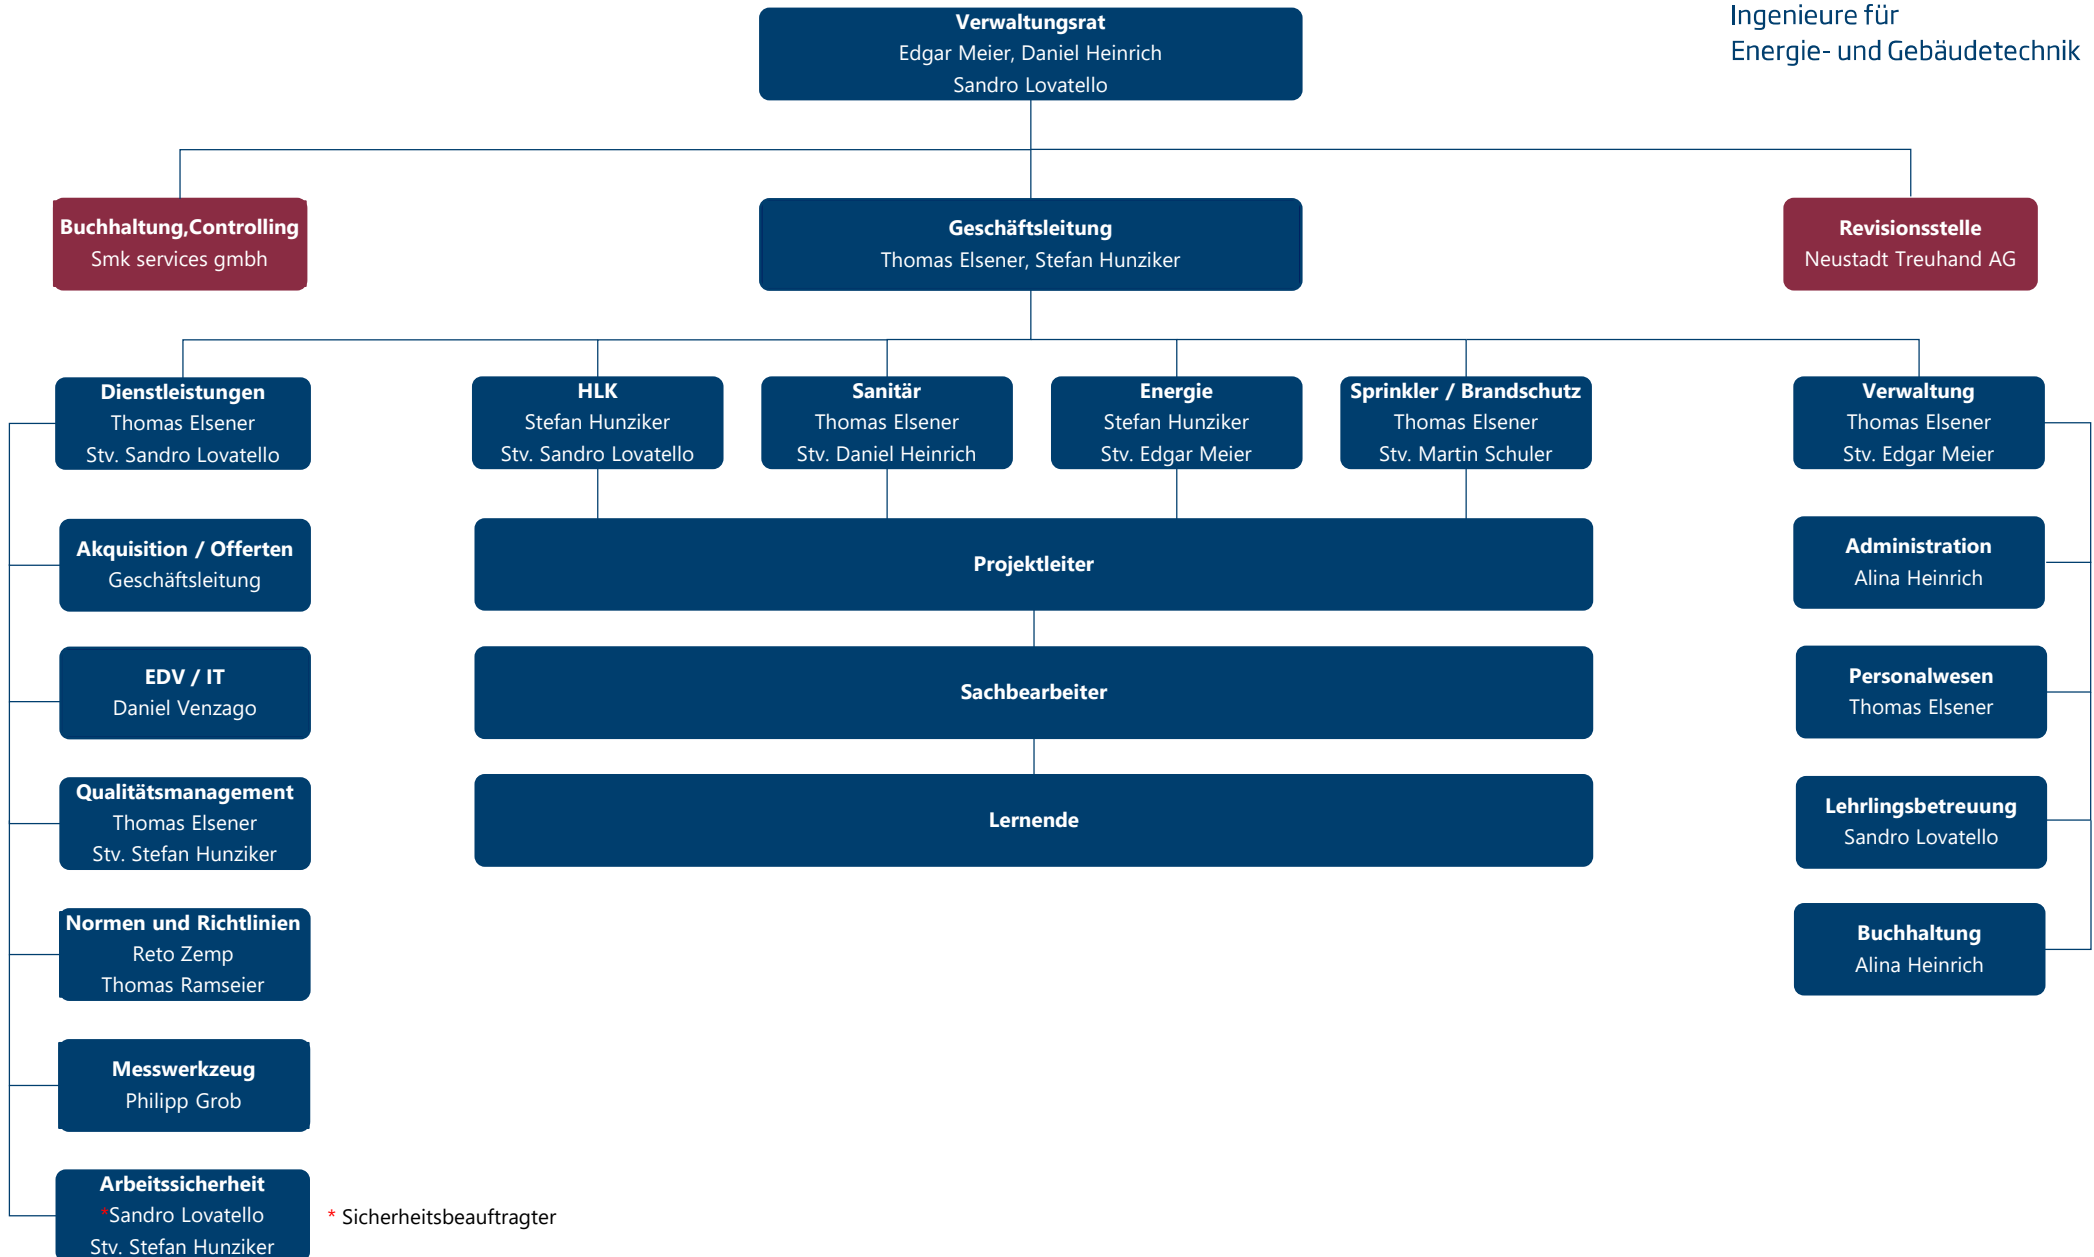 Ingenieure für
Energie- und Gebäudetechnik
Verwaltungsrat
Edgar Meier, Daniel Heinrich
Sandro Lovatello
Buchhaltung,Controlling
Smk services gmbh
Geschäftsleitung
Thomas Elsener, Stefan Hunziker
Revisionsstelle
Neustadt Treuhand AG
Dienstleistungen
Thomas Elsener
Stv. Sandro Lovatello
HLK
Stefan Hunziker
Stv. Sandro Lovatello
Sanitär
Thomas Elsener
Stv. Daniel Heinrich
Energie
Stefan Hunziker
Stv. Edgar Meier
Sprinkler / Brandschutz
Thomas Elsener
Stv. Martin Schuler
Verwaltung
Thomas Elsener
Stv. Edgar Meier
Akquisition / Offerten
Geschäftsleitung
Projektleiter
Administration
Alina Heinrich
EDV / IT
Daniel Venzago
Sachbearbeiter
Personalwesen
Thomas Elsener
Qualitätsmanagement
Thomas Elsener
Stv. Stefan Hunziker
Lernende
Lehrlingsbetreuung
Sandro Lovatello
Normen und Richtlinien
Reto Zemp
Thomas Ramseier
Buchhaltung
Alina Heinrich
Messwerkzeug
Philipp Grob
Arbeitssicherheit
*Sandro Lovatello
Stv. Stefan Hunziker
* Sicherheitsbeauftragter